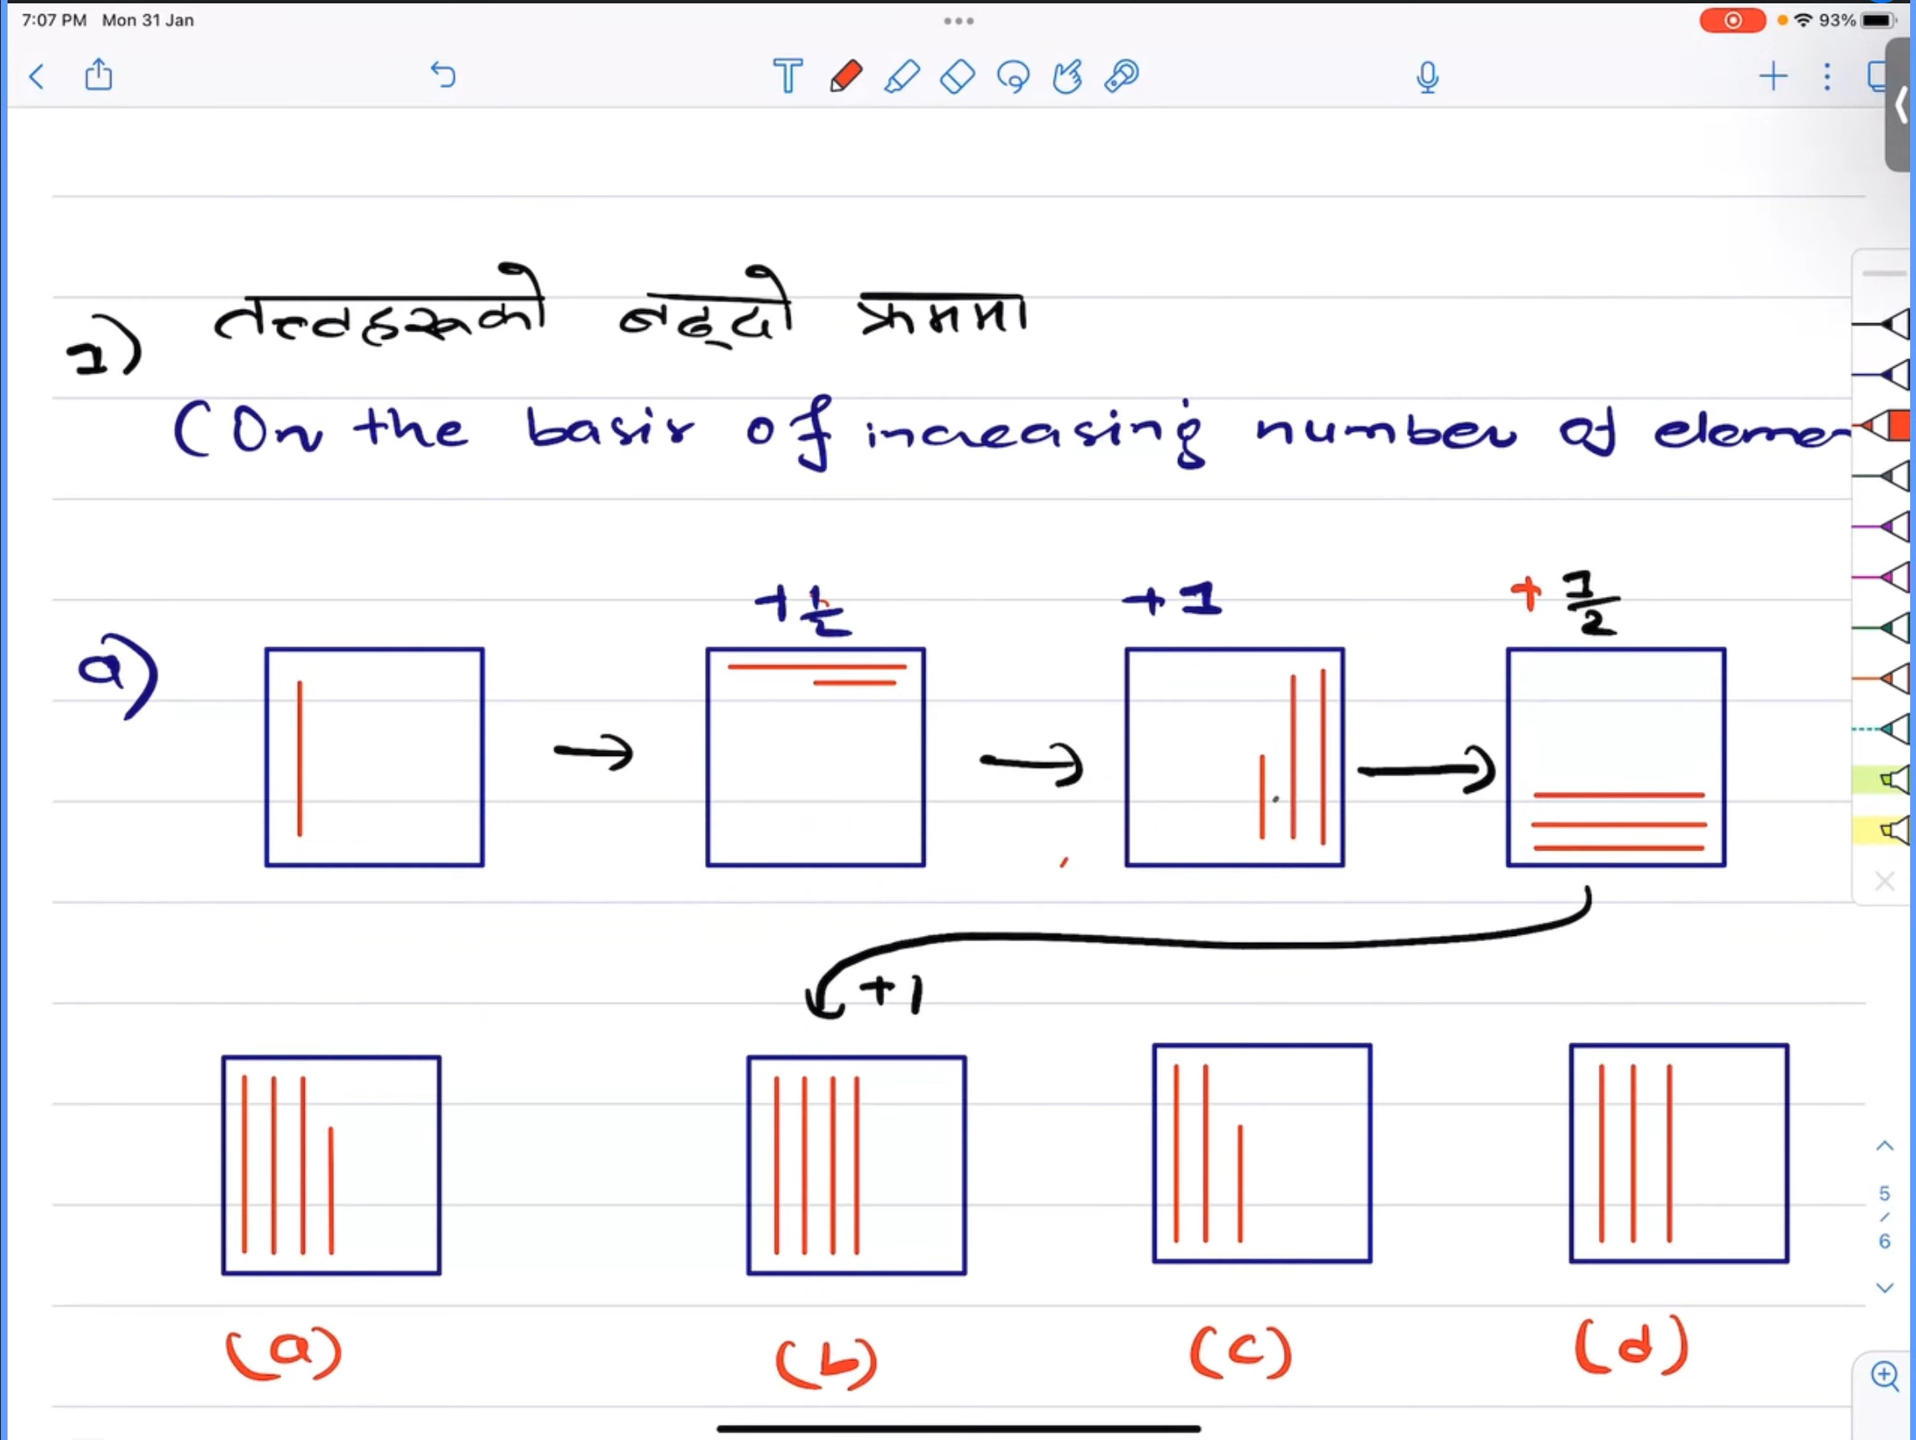 7:07 PM Mon 31 Jan
93%
1) तत्वहरूको बढ्दो क्रममा
(On the basis of increasing number of elemen
+1/2 +1 +1/2
a)
+1
5
/
6
(a) (b) (c) (d)